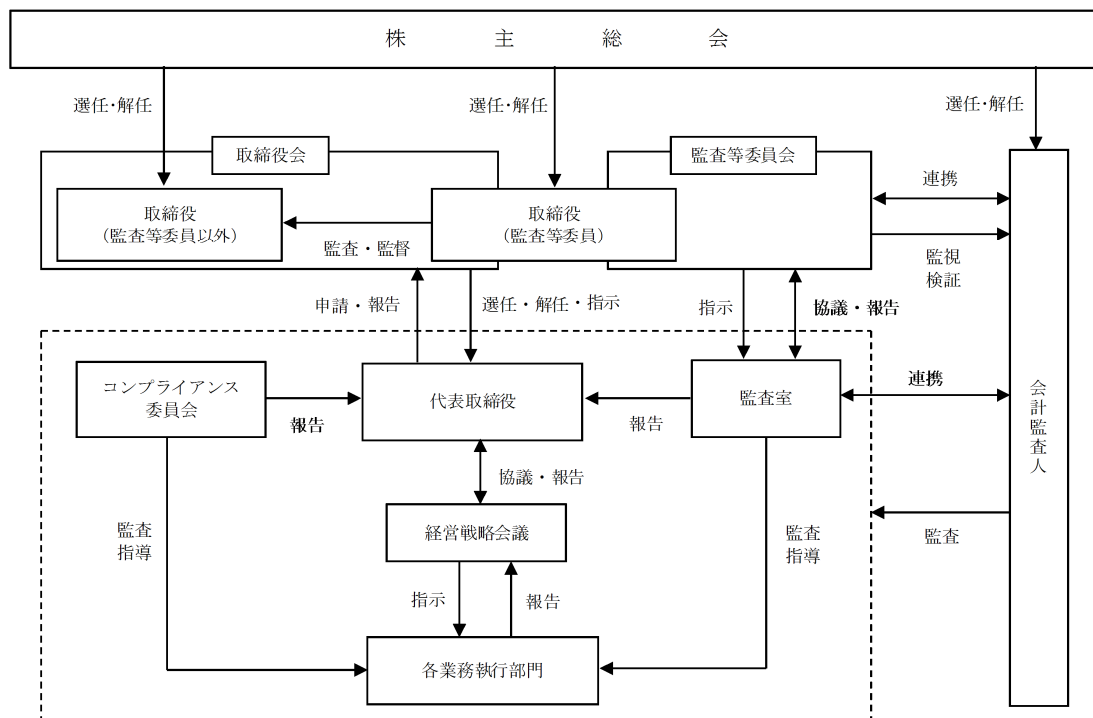 株主総会
選任・解任
選任・解任
選任・解任
取締役会
監査等委員会
取締役
（監査等委員以外）
監査・監督
取締役
（監査等委員）
連携
監視
検証
申請・報告
選任・解任・指示
指示
協議・報告
コンプライアンス
委員会
報告
代表取締役
報告
監査室
連携
会計監査人
協議・報告
経営戦略会議
監査
指導
監査
指導
監査
指示
報告
各業務執行部門